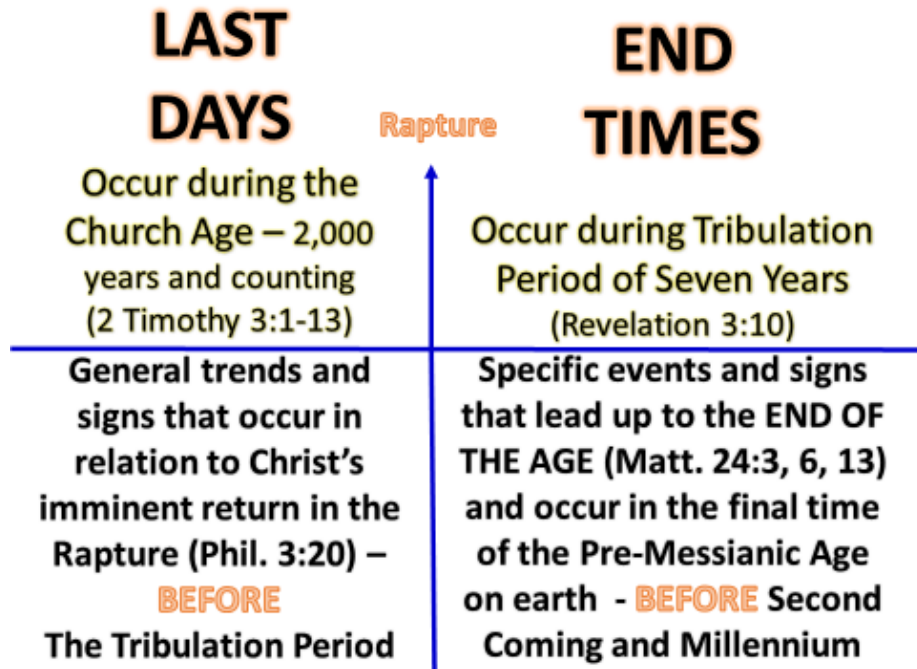 LAST
DAYS
Occur during the
Church Age – 2,000
years and counting
(2 Timothy 3:1-13)
Rapture
END
TIMES
Occur during Tribulation
Period of Seven Years
(Revelation 3:10)
General trends and
signs that occur in
relation to Christ’s
imminent return in the
Rapture (Phil. 3:20) –
BEFORE
The Tribulation Period
Specific events and signs
that lead up to the END OF
THE AGE (Matt. 24:3, 6, 13)
and occur in the final time
of the Pre-Messianic Age
on earth - BEFORE Second
Coming and Millennium